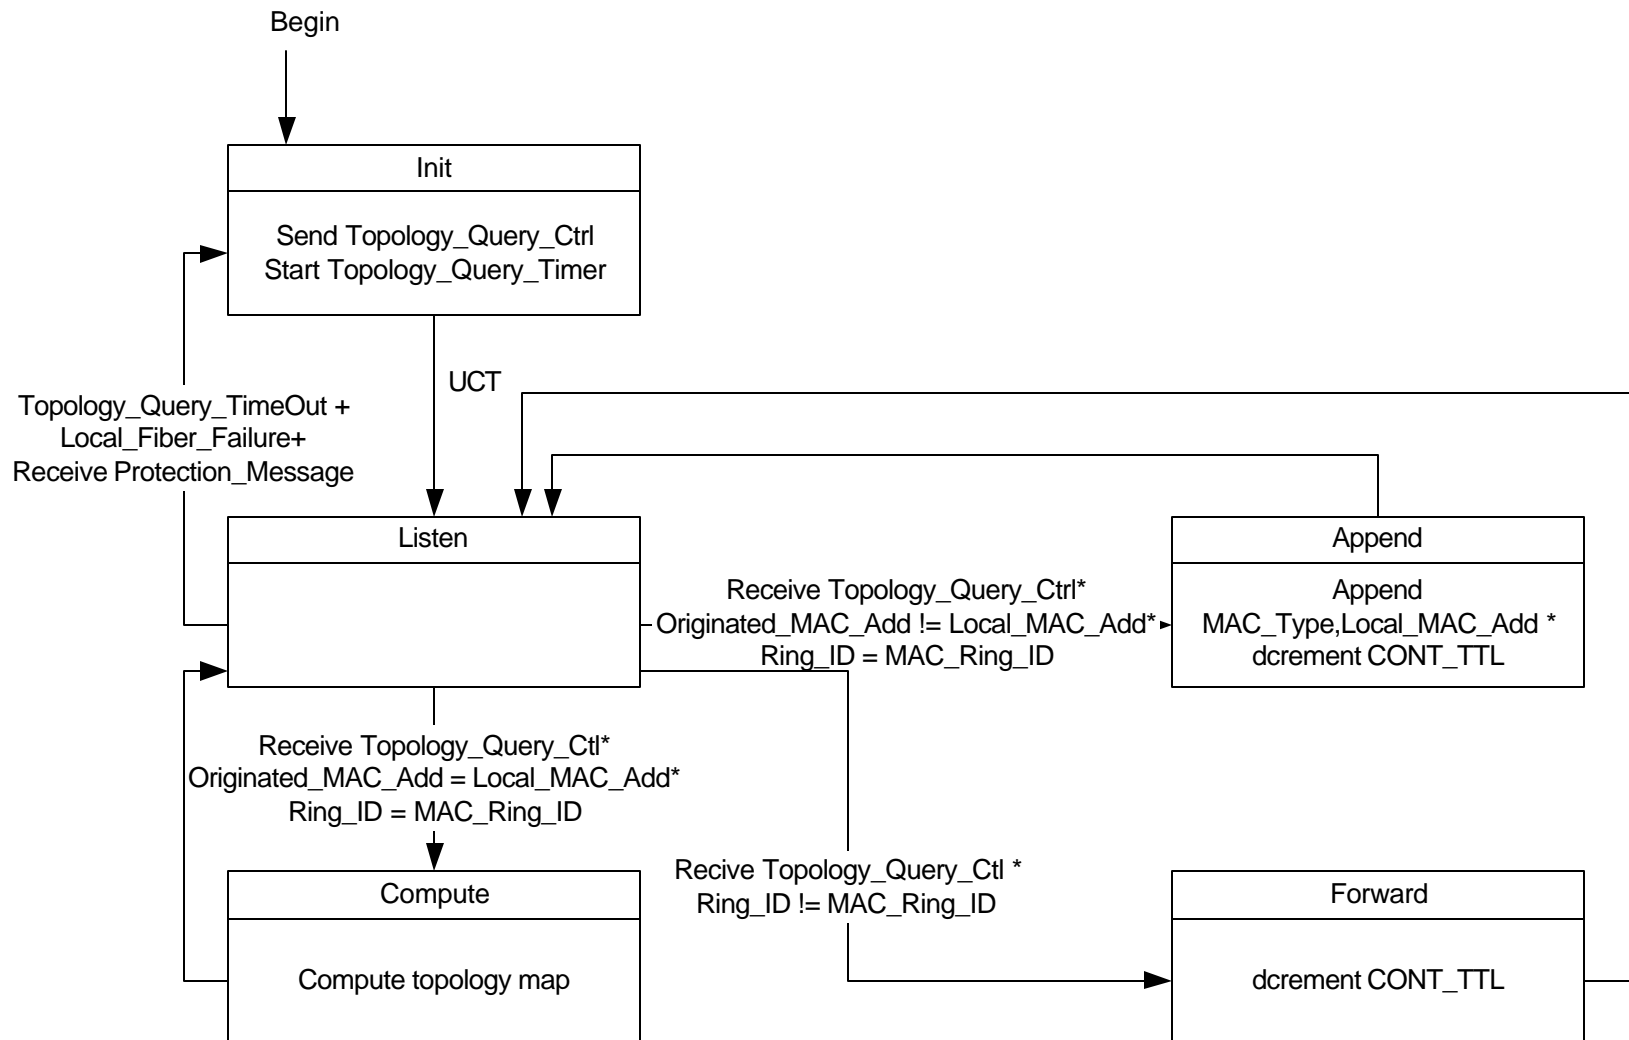 Begin
Init
Send Topology_Query_Ctrl
Start Topology_Query_Timer
UCT
Topology_Query_TimeOut +
Local_Fiber_Failure+
Receive Protection_Message
Listen
Append
Receive Topology_Query_Ctrl*
Originated_MAC_Add != Local_MAC_Add*
Ring_ID = MAC_Ring_ID
Append
MAC_Type,Local_MAC_Add *
dcrement CONT_TTL
Receive Topology_Query_Ctl*
Originated_MAC_Add = Local_MAC_Add*
Ring_ID = MAC_Ring_ID
Recive Topology_Query_Ctl *
Ring_ID != MAC_Ring_ID
Compute
Compute topology map
Forward
dcrement CONT_TTL